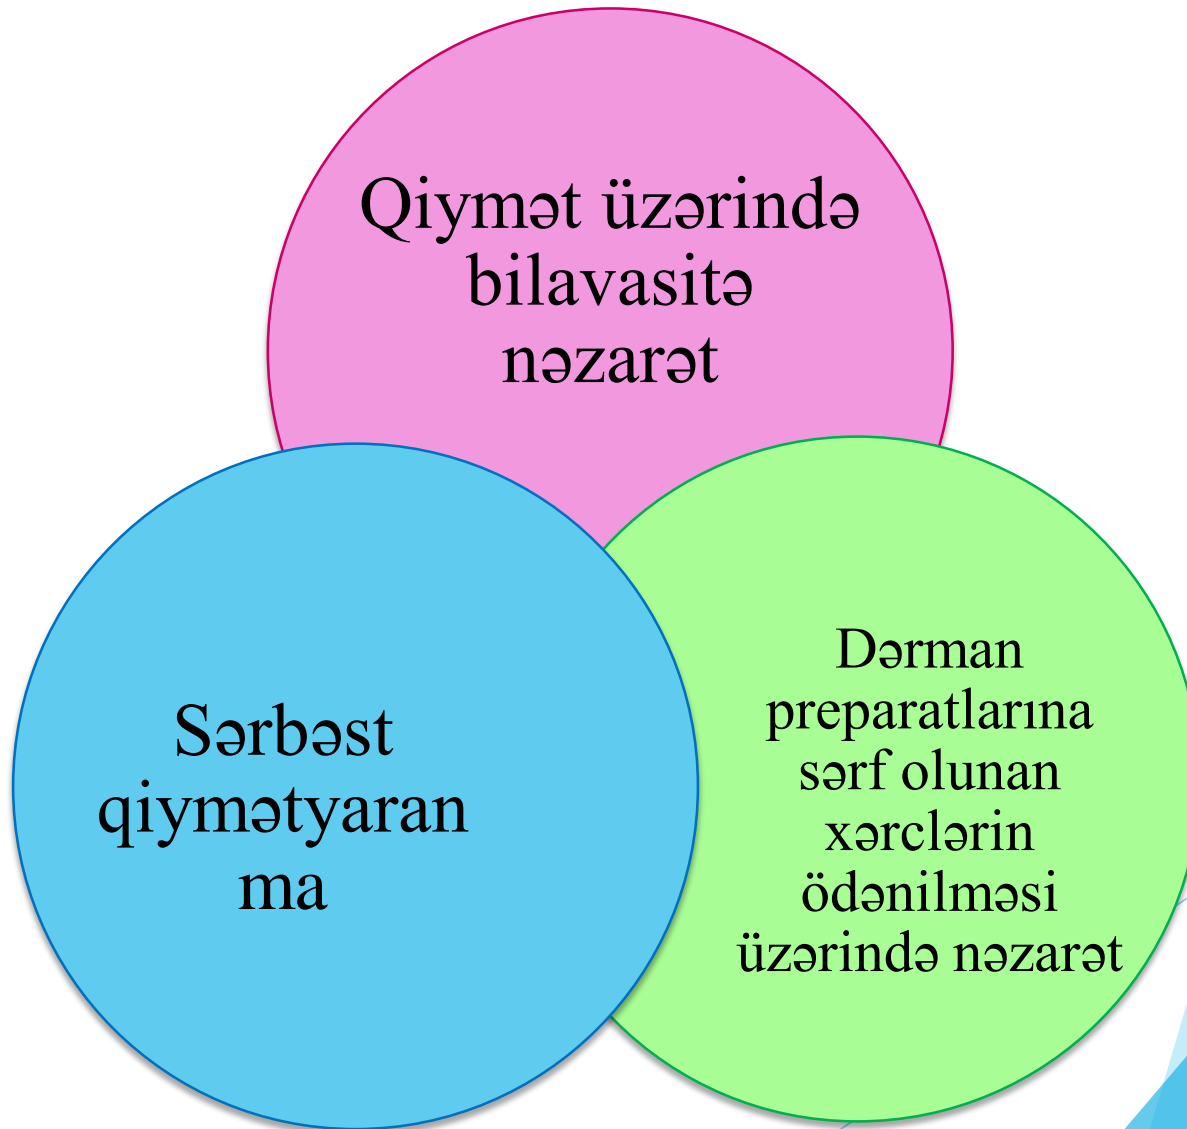 Qiymət üzərində
bilavasitə
nəzarət
Sərbəst
qiymətyaran
ma
Dərman
preparatlarına
sərf olunan
xərclərin
ödənilməsi
üzərində nəzarət